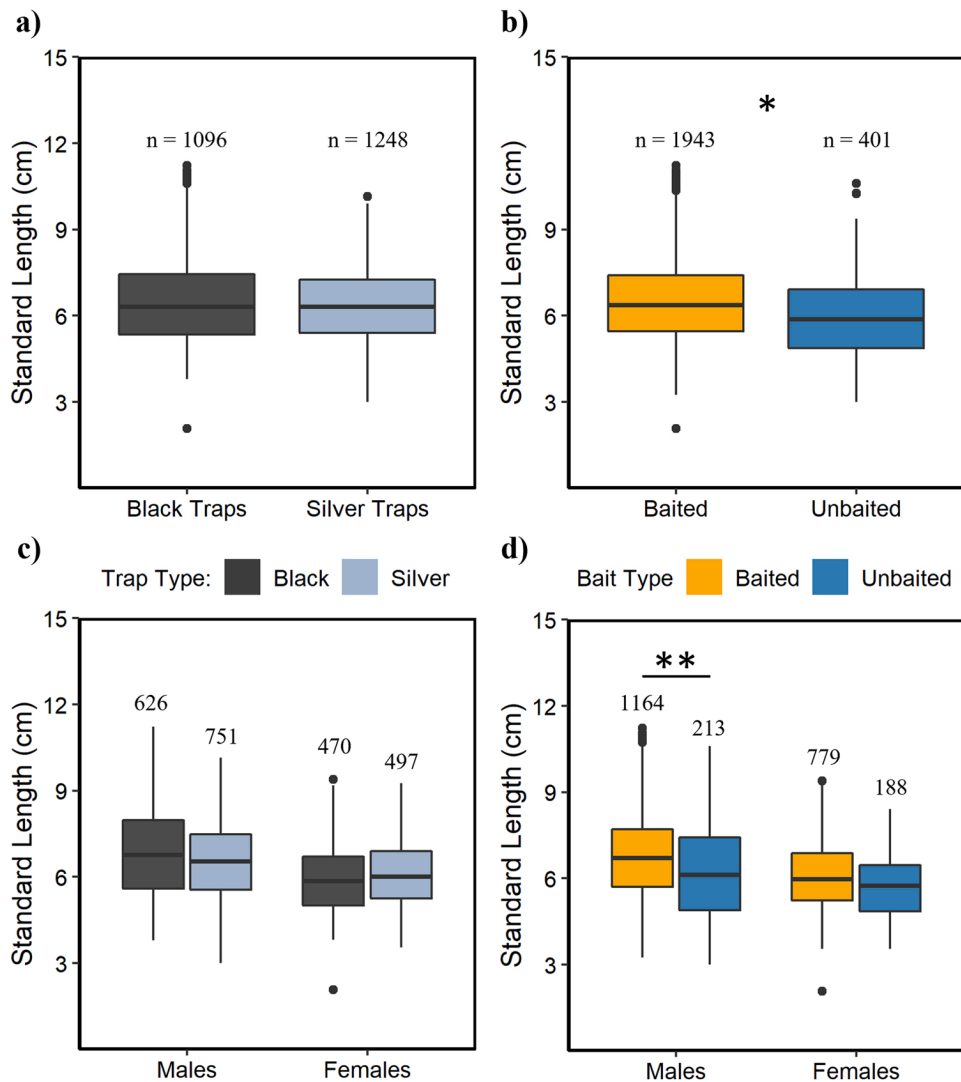 a)
15
12
9
6
3
Standard Length (cm)
n = 1096
n = 1248
Black Traps
Silver Traps
b)
15
12
9
6
3
Standard Length (cm)
*
n = 1943
n = 401
Baited
Unbaited
c)
Trap Type: Black Silver
15
12
9
6
3
Standard Length (cm)
626
751
470
497
Males
Females
d)
Bait Type Baited Unbaited
15
12
9
6
3
Standard Length (cm)
**
1164
213
779
188
Males
Females